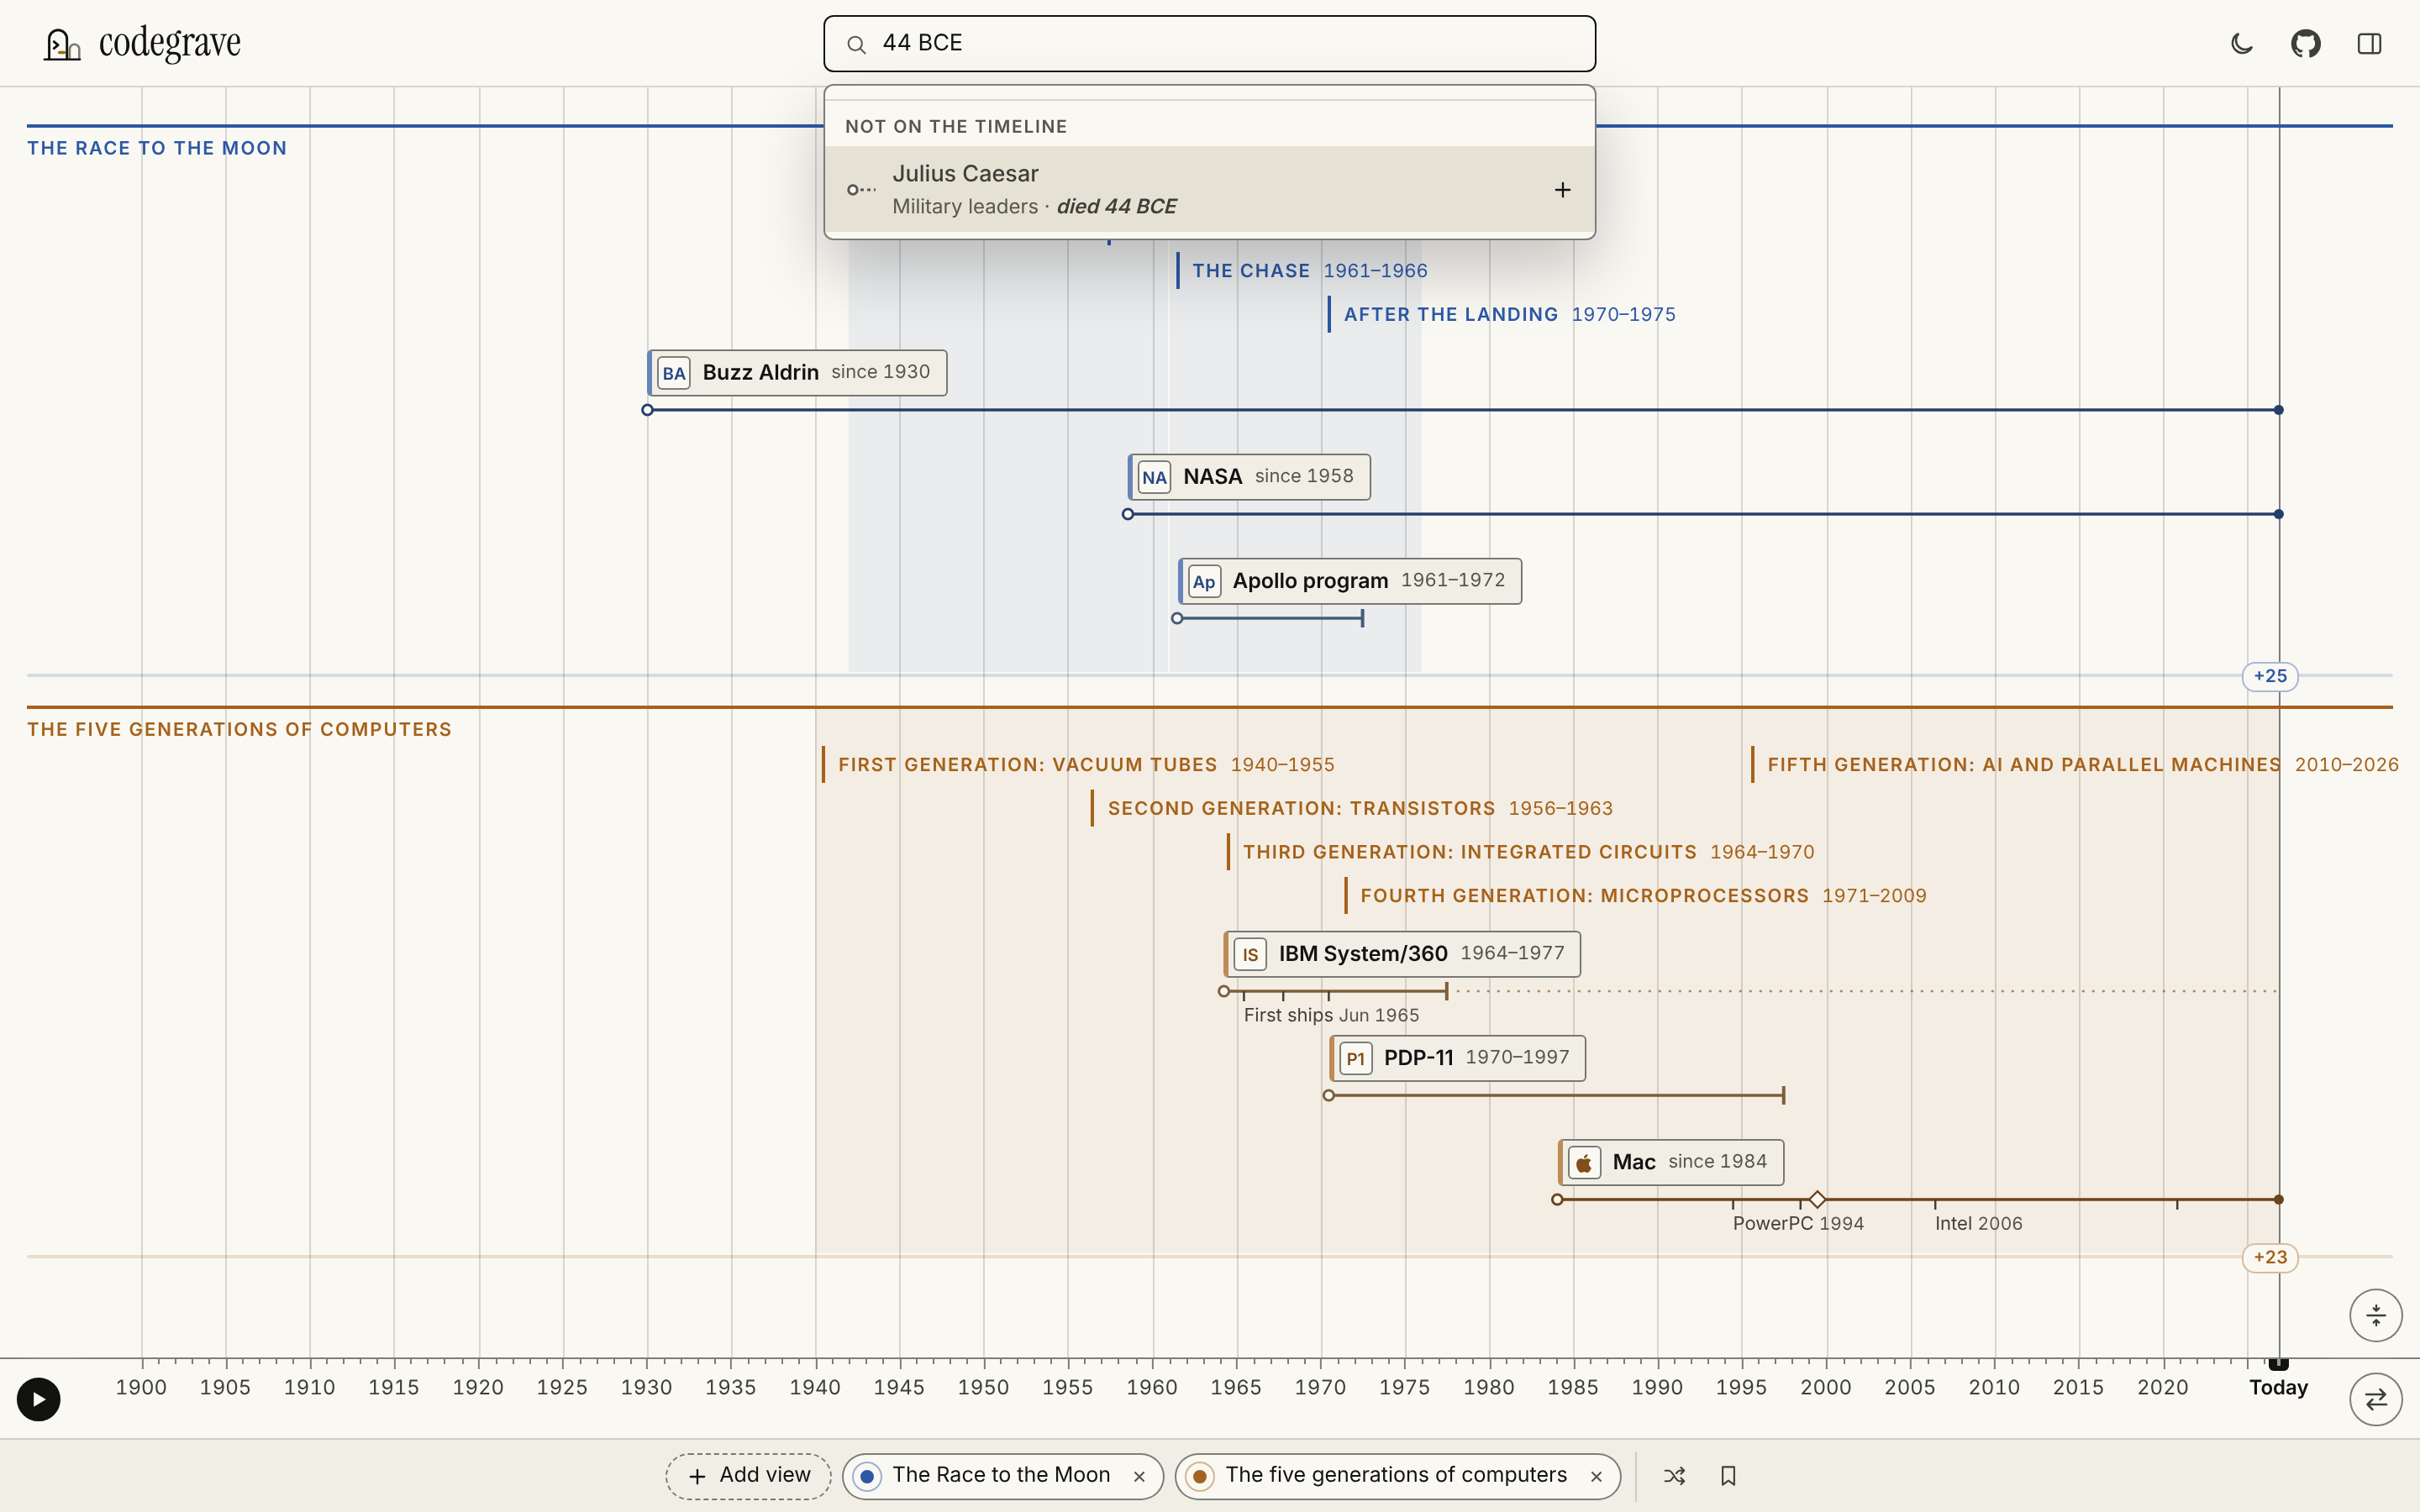 codegrave
44 BCE
NOT ON THE TIMELINE
Julius Caesar
Military leaders · died 44 BCE
THE RACE TO THE MOON
THE CHASE 1961–1966
AFTER THE LANDING 1970–1975
BA Buzz Aldrin since 1930
NA NASA since 1958
Ap Apollo program 1961–1972
+25
THE FIVE GENERATIONS OF COMPUTERS
FIRST GENERATION: VACUUM TUBES 1940–1955
FIFTH GENERATION: AI AND PARALLEL MACHINES 2010–2026
SECOND GENERATION: TRANSISTORS 1956–1963
THIRD GENERATION: INTEGRATED CIRCUITS 1964–1970
FOURTH GENERATION: MICROPROCESSORS 1971–2009
IS IBM System/360 1964–1977
First ships Jun 1965
P1 PDP-11 1970–1997
Mac since 1984
PowerPC 1994
Intel 2006
+23
1900 1905 1910 1915 1920 1925 1930 1935 1940 1945 1950 1955 1960 1965 1970 1975 1980 1985 1990 1995 2000 2005 2010 2015 2020 Today
+ Add view
The Race to the Moon ×
The five generations of computers ×